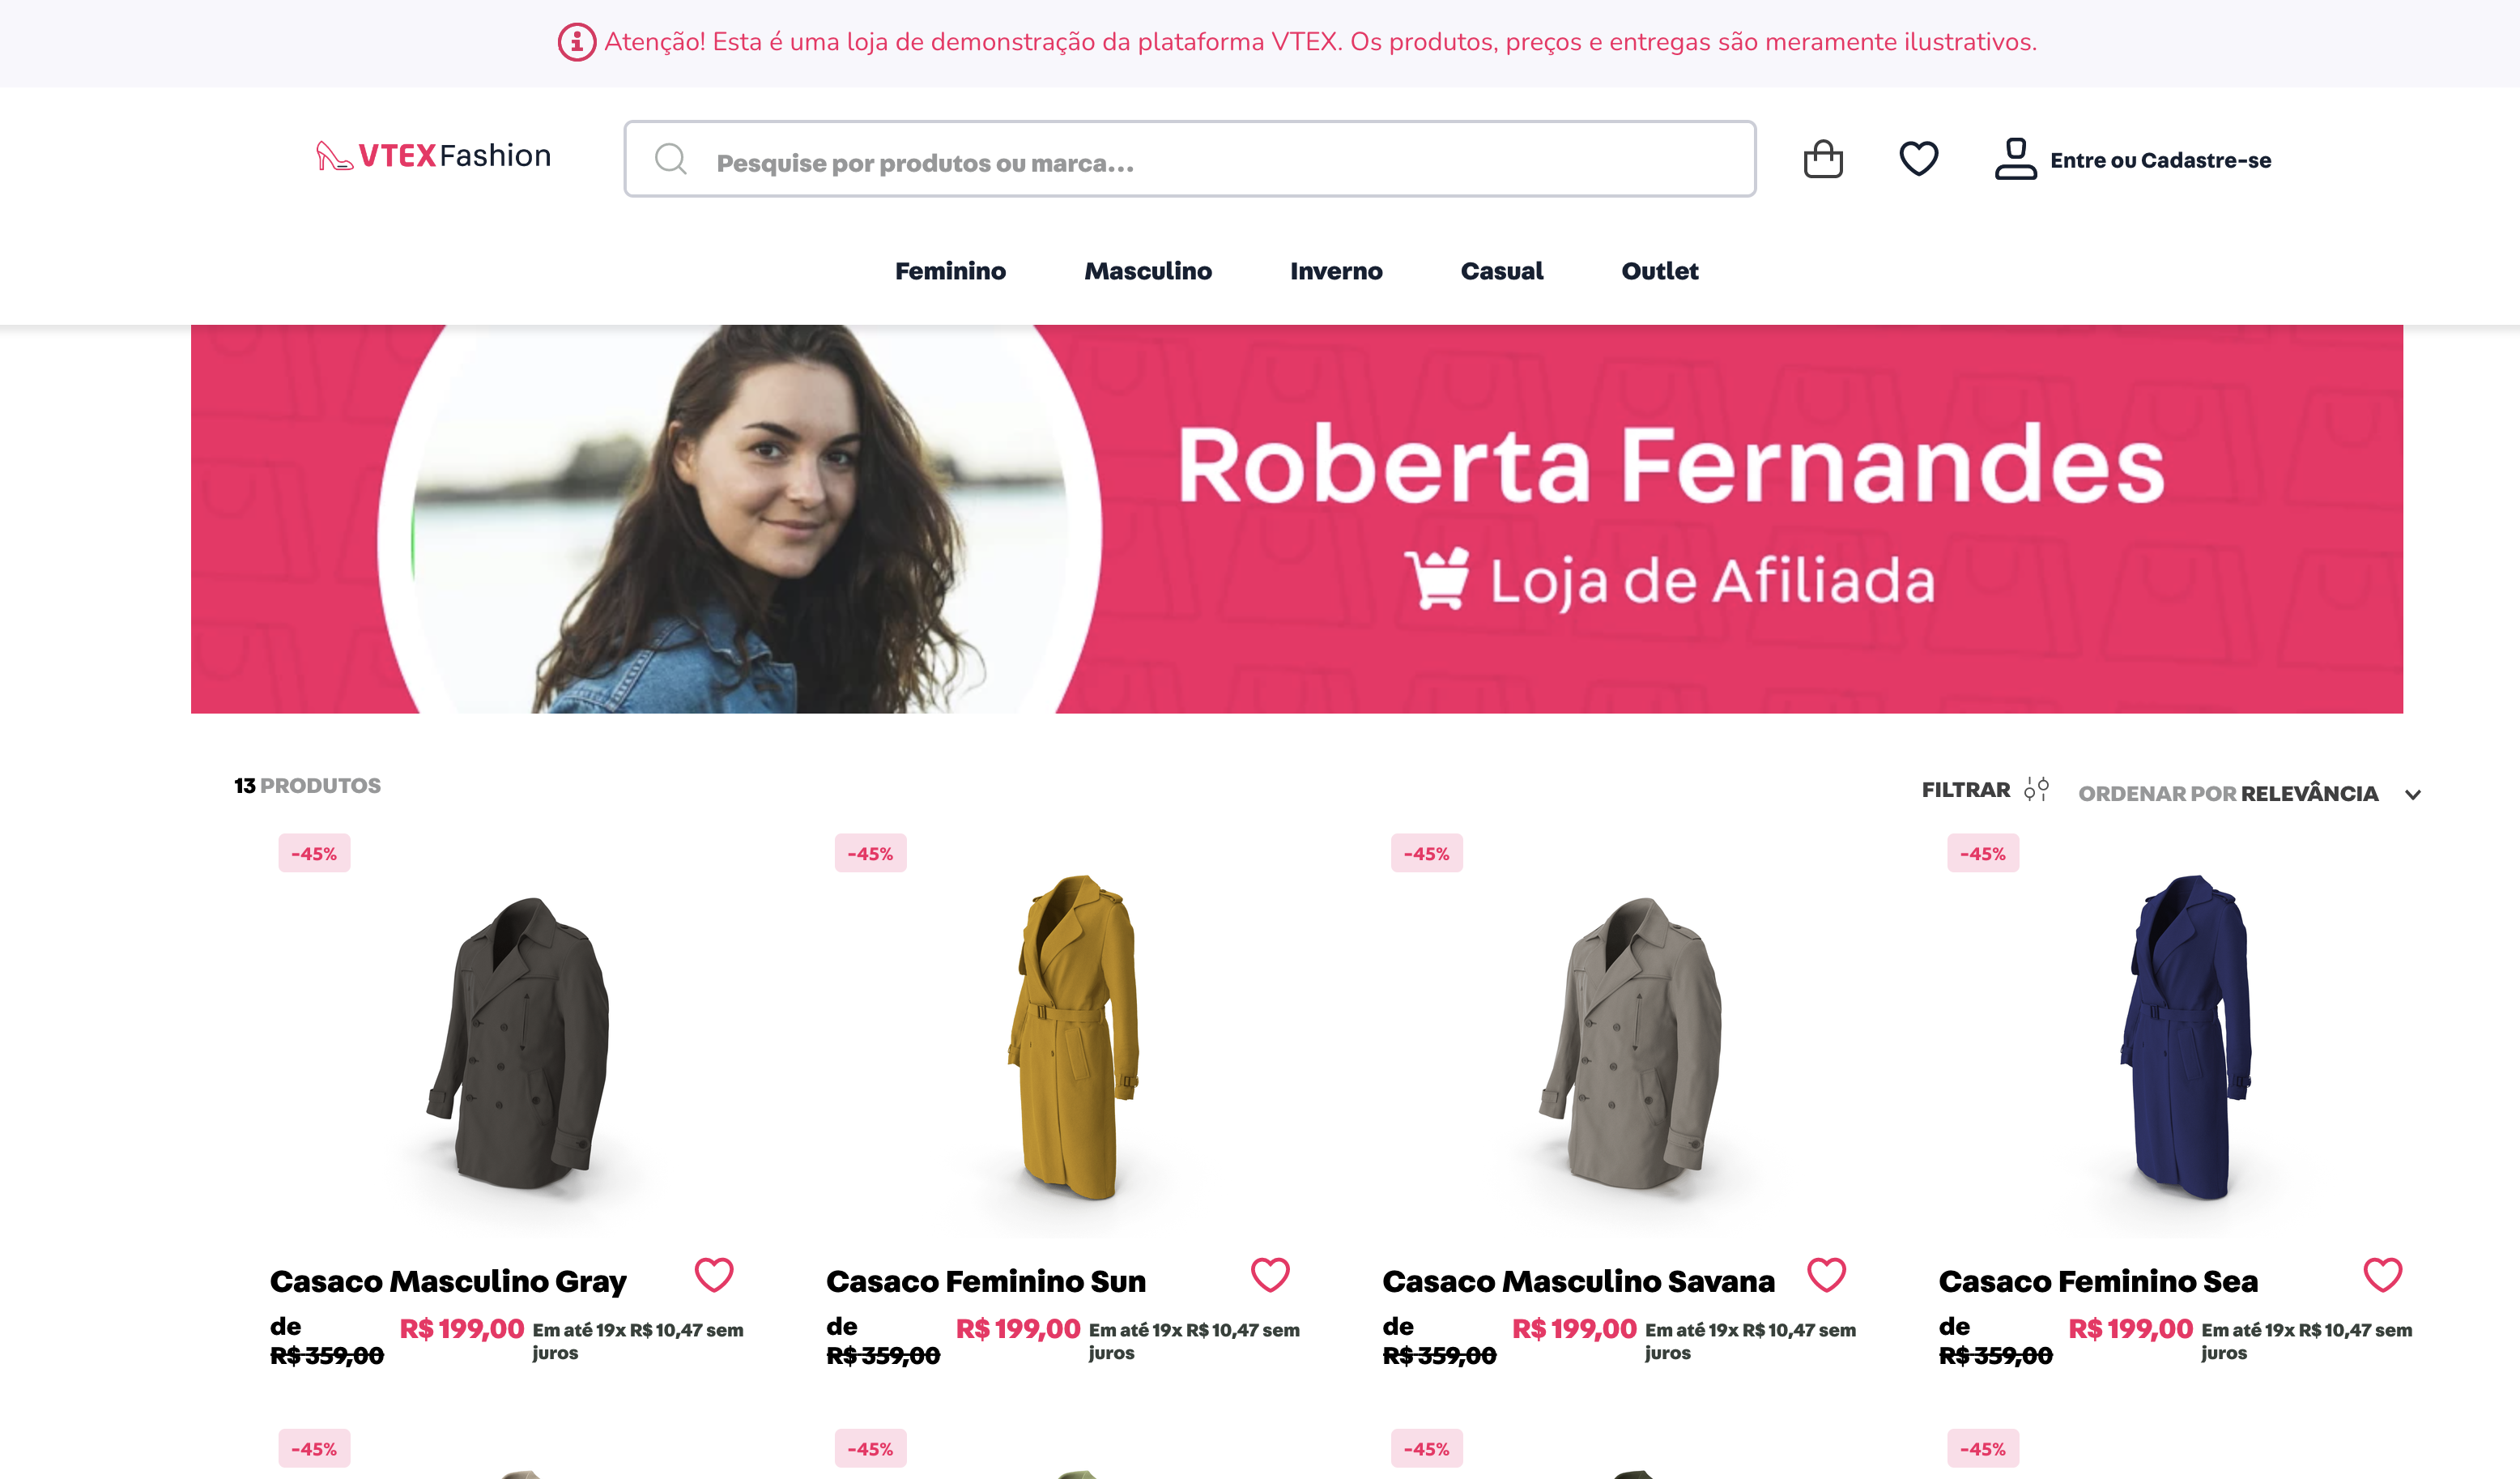 Atenção! Esta é uma loja de demonstração da plataforma VTEX. Os produtos, preços e entregas são meramente ilustrativos.
VTEXFashion
Pesquise por produtos ou marca...
Entre ou Cadastre-se
Feminino Masculino Inverno Casual Outlet
Roberta Fernandes
Loja de Afiliada
13 PRODUTOS
FILTRAR
ORDENAR POR RELEVÂNCIA
-45%
-45%
-45%
-45%
Casaco Masculino Gray
de
R$ 359,00
R$ 199,00
Em até 19x R$ 10,47 sem
juros
Casaco Feminino Sun
de
R$ 359,00
R$ 199,00
Em até 19x R$ 10,47 sem
juros
Casaco Masculino Savana
de
R$ 359,00
R$ 199,00
Em até 19x R$ 10,47 sem
juros
Casaco Feminino Sea
de
R$ 359,00
R$ 199,00
Em até 19x R$ 10,47 sem
juros
-45%
-45%
-45%
-45%